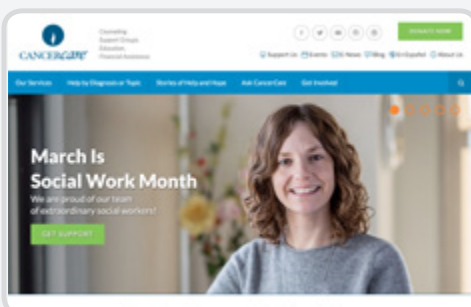 CANCERcare
Counseling
Support Groups
Education
Financial Assistance
DONATE NOW
Support Us Events E-News Blog En Español About Us
Our Services Help by Diagnosis or Topic Stories of Help and Hope Ask CancerCare Get Involved
March Is
Social Work Month
We are proud of our team
of extraordinary social workers!
GET SUPPORT